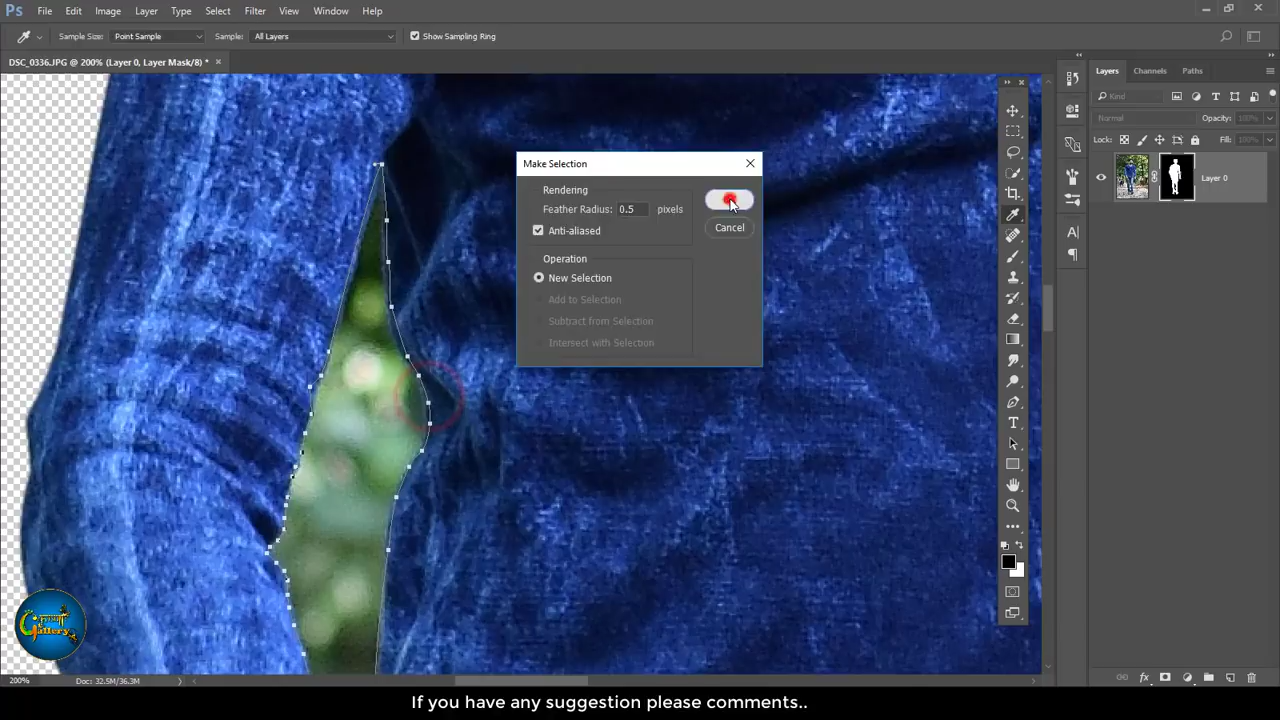 Ps File Edit Image Layer Type Select Filter View Window Help
Sample Size: Point Sample Sample: All Layers Show Sampling Ring
DSC_0336.JPG @ 200% (Layer 0, Layer Mask/8) *
Layers Channels Paths
Kind
Normal Opacity: 100%
Lock: Fill: 100%
Layer 0
Make Selection
Rendering
Feather Radius: 0.5 pixels
Anti-aliased
Cancel
Operation
New Selection
Add to Selection
Subtract from Selection
Intersect with Selection
Gallery
200% Doc: 32.5M/36.3M
If you have any suggestion please comments..